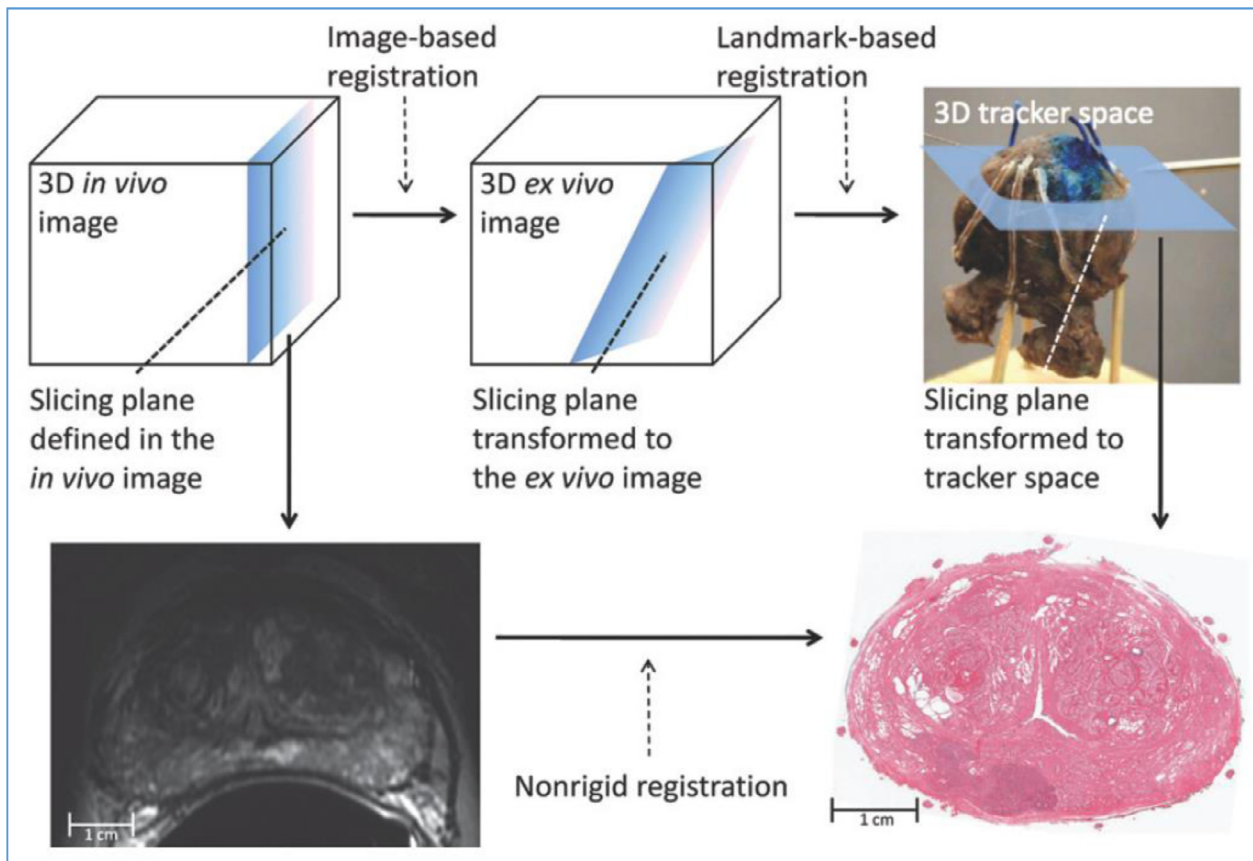 Image-based
registration
Landmark-based
registration
3D in vivo
image
3D ex vivo
image
3D tracker space
Slicing plane
defined in the
in vivo image
Slicing plane
transformed to
the ex vivo image
Slicing plane
transformed to
tracker space
Nonrigid registration
1 cm
1 cm